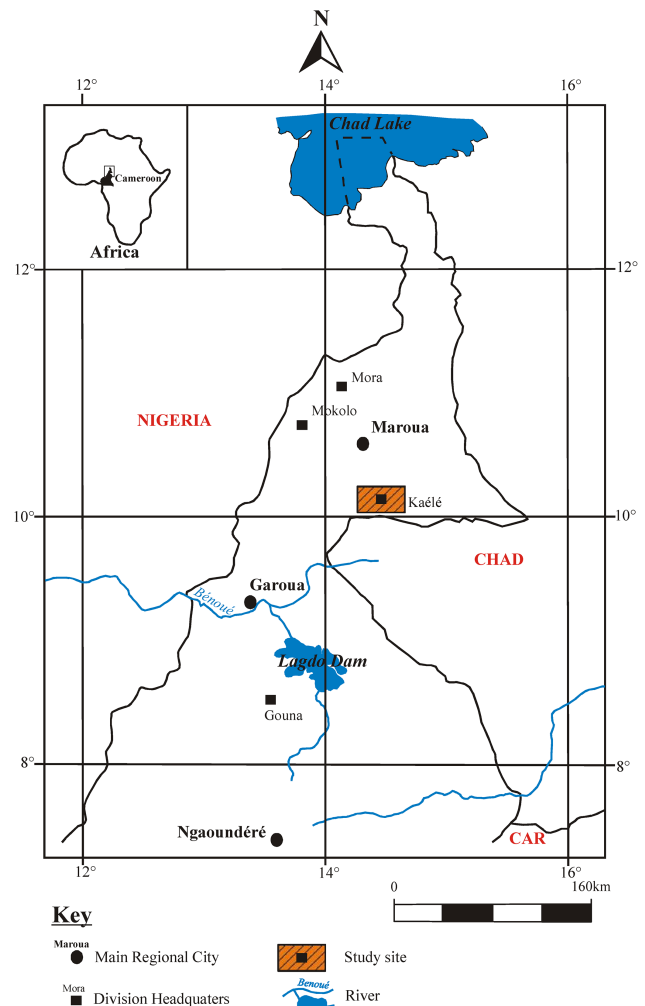 N
12°
14°
16°
Chad Lake
Cameroon
Africa
12°
12°
Mora
Mokolo
NIGERIA
Maroua
Kaélé
10°
10°
CHAD
Garoua
Bénoué
Lagdo Dam
Gouna
8°
8°
Ngaoundéré
CAR
12°
14°
16°
0
160km
Key
Maroua
Main Regional City
Study site
Mora
Division Headquaters
Benoué
River